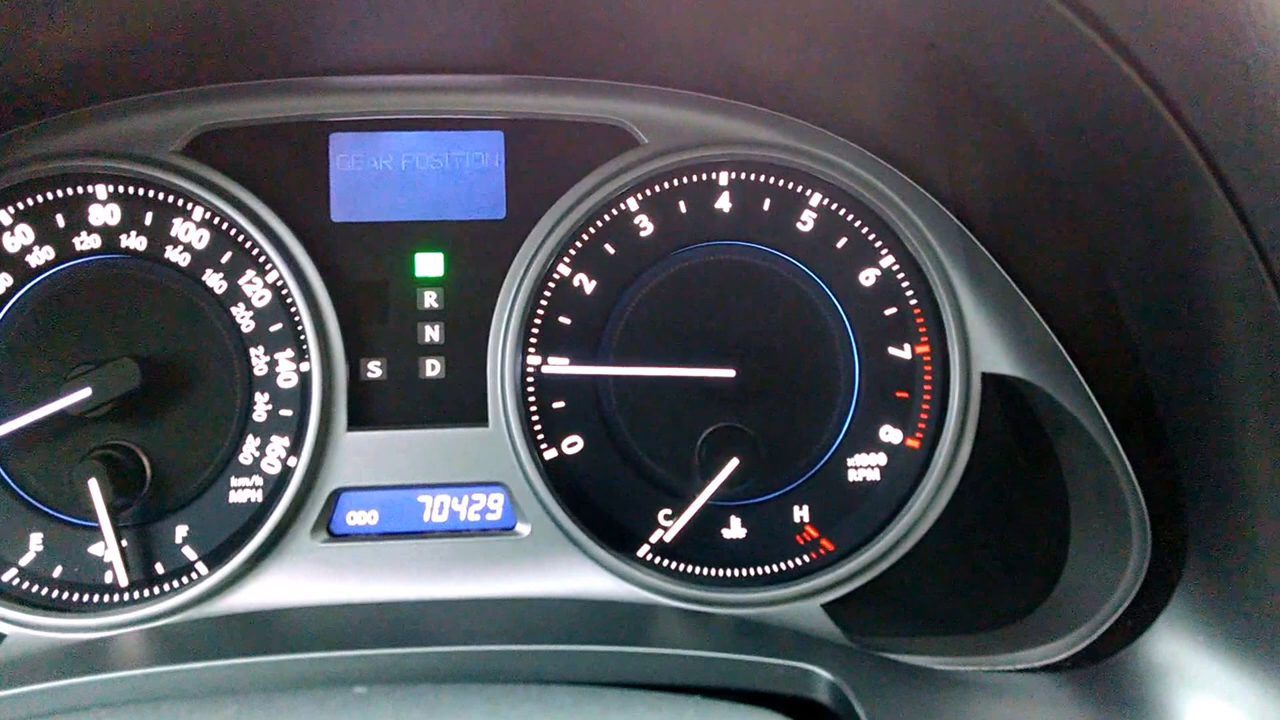 GEAR POSITION
60 80 100 120 140 160
100 120 140 160 180 200 220 240 260
km/h
MPH
E F
R
N
S D
ODO 70429
0 2 3 4 5 6 7 8
x1000
RPM
C H